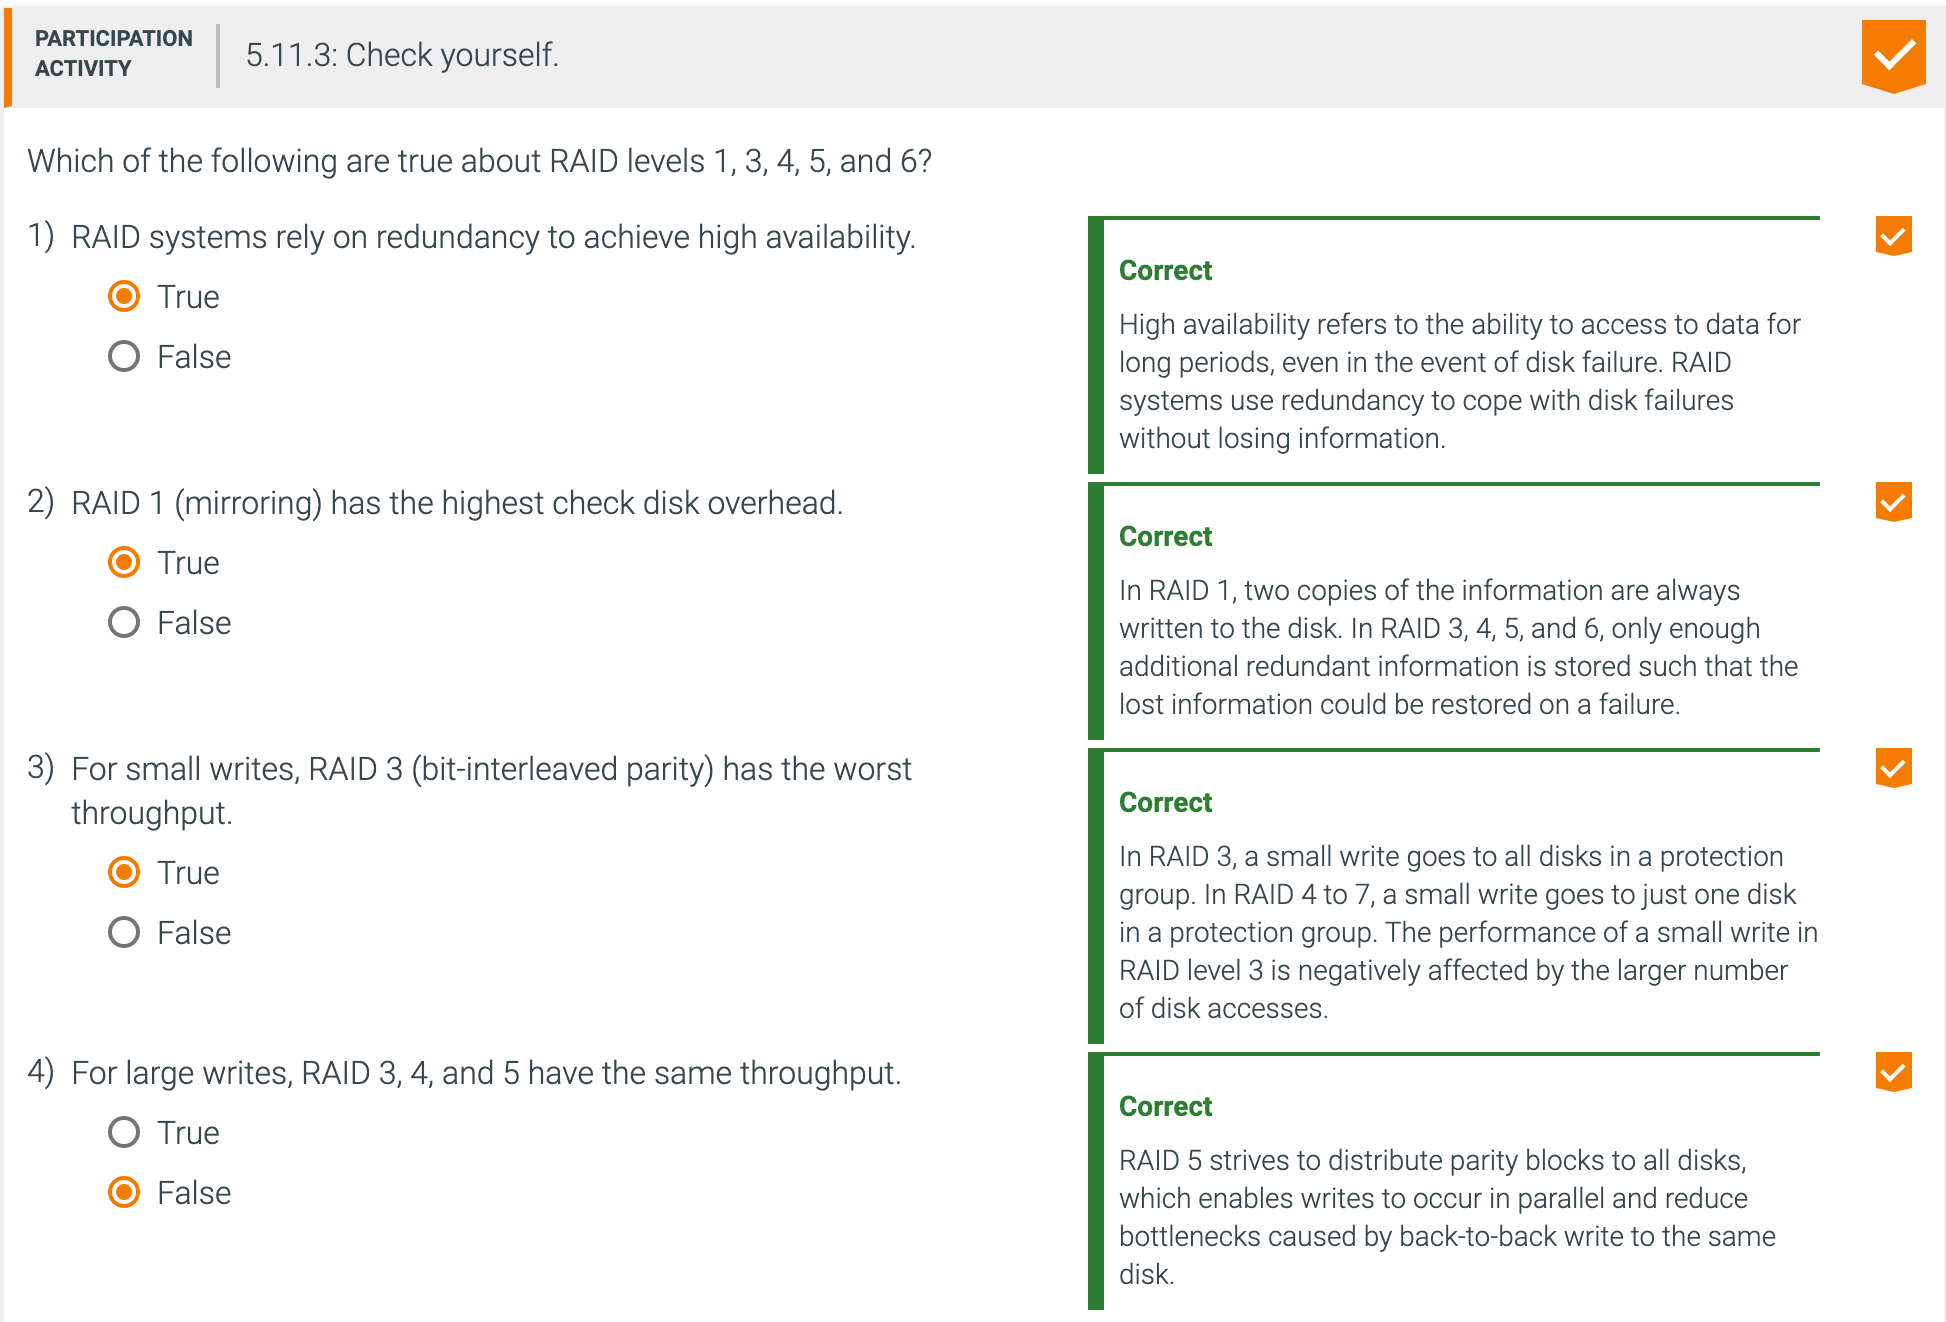 PARTICIPATION
ACTIVITY
5.11.3: Check yourself.
Which of the following are true about RAID levels 1, 3, 4, 5, and 6?
1) RAID systems rely on redundancy to achieve high availability.
True
False
Correct
High availability refers to the ability to access to data for
long periods, even in the event of disk failure. RAID
systems use redundancy to cope with disk failures
without losing information.
2) RAID 1 (mirroring) has the highest check disk overhead.
True
False
Correct
In RAID 1, two copies of the information are always
written to the disk. In RAID 3, 4, 5, and 6, only enough
additional redundant information is stored such that the
lost information could be restored on a failure.
3) For small writes, RAID 3 (bit-interleaved parity) has the worst
throughput.
True
False
Correct
In RAID 3, a small write goes to all disks in a protection
group. In RAID 4 to 7, a small write goes to just one disk
in a protection group. The performance of a small write in
RAID level 3 is negatively affected by the larger number
of disk accesses.
4) For large writes, RAID 3, 4, and 5 have the same throughput.
True
False
Correct
RAID 5 strives to distribute parity blocks to all disks,
which enables writes to occur in parallel and reduce
bottlenecks caused by back-to-back write to the same
disk.